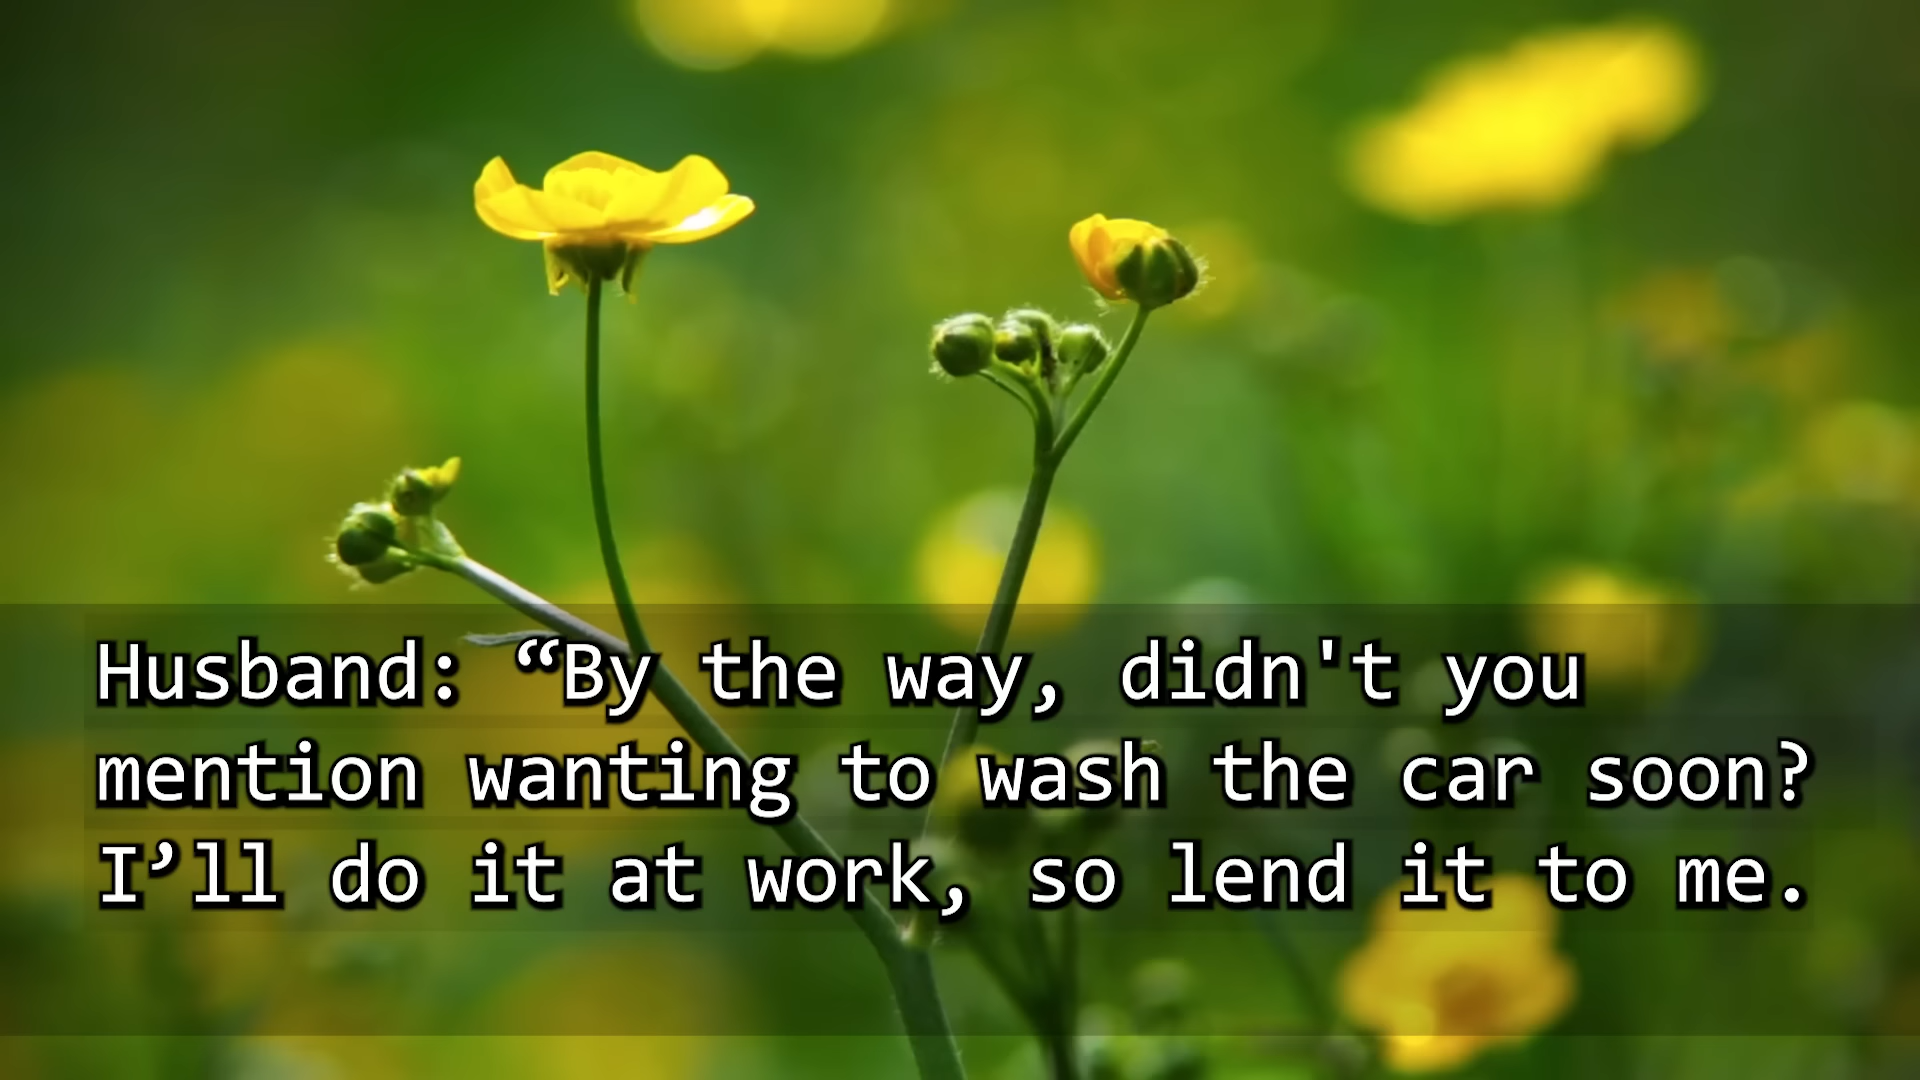 Husband: “By the way, didn't you
mention wanting to wash the car soon?
I’ll do it at work, so lend it to me.